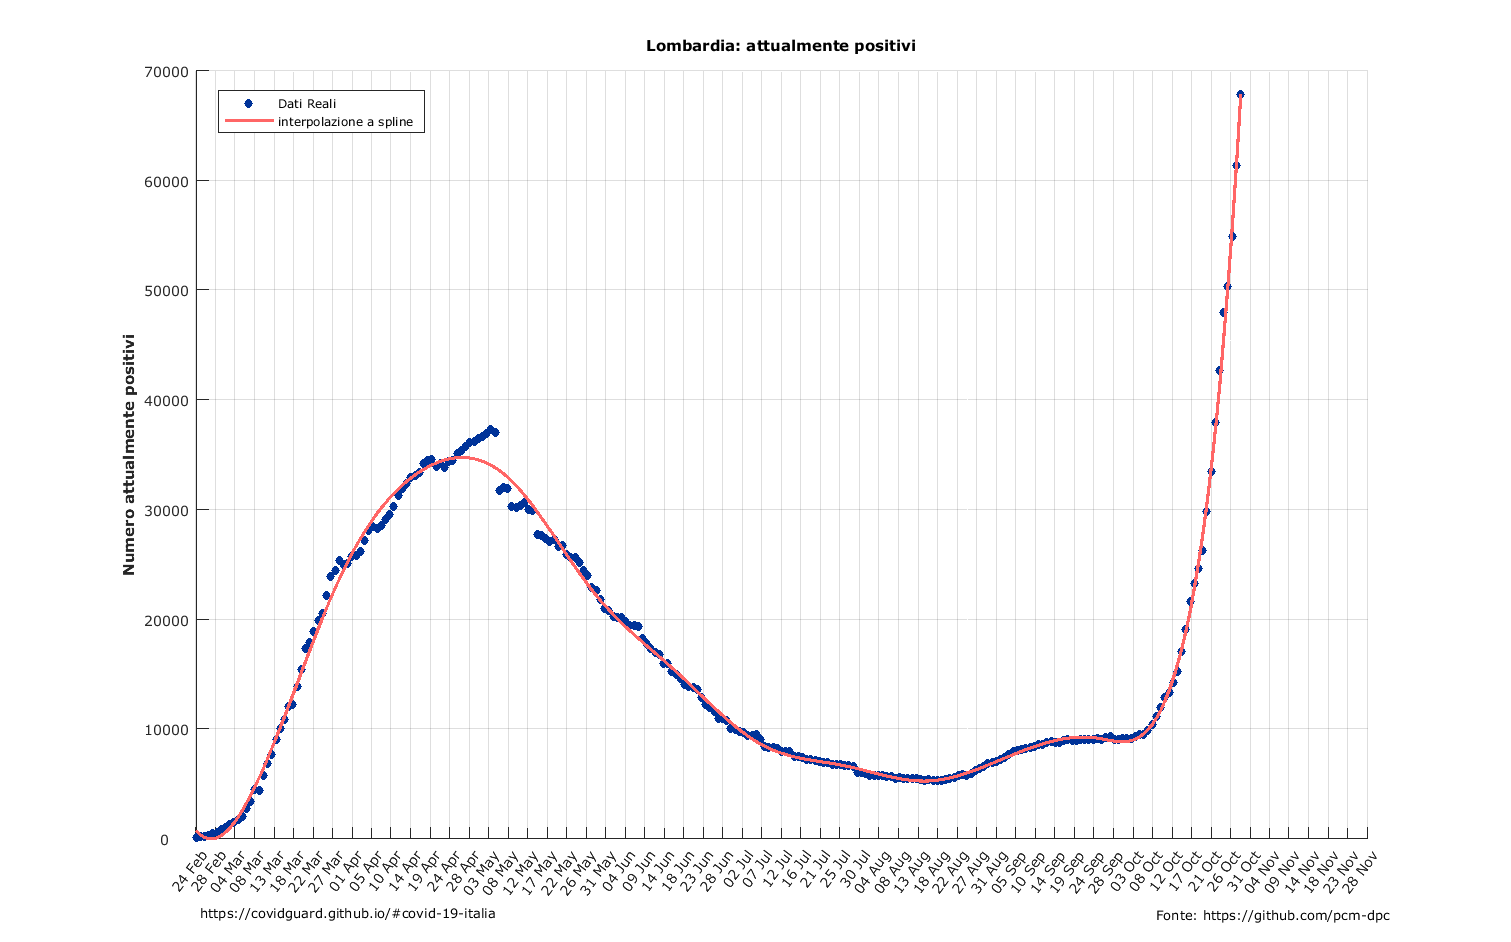 Lombardia: attualmente positivi
70000
60000
50000
40000
30000
20000
10000
0
Numero attualmente positivi
Dati Reali
interpolazione a spline
24 Feb
28 Feb
04 Mar
08 Mar
13 Mar
18 Mar
22 Mar
27 Mar
01 Apr
05 Apr
10 Apr
14 Apr
19 Apr
24 Apr
28 Apr
03 May
08 May
12 May
17 May
22 May
26 May
31 May
04 Jun
09 Jun
14 Jun
18 Jun
23 Jun
28 Jun
02 Jul
07 Jul
12 Jul
16 Jul
21 Jul
25 Jul
30 Jul
04 Aug
08 Aug
13 Aug
18 Aug
22 Aug
27 Aug
31 Aug
05 Sep
10 Sep
14 Sep
19 Sep
24 Sep
28 Sep
03 Oct
08 Oct
12 Oct
17 Oct
21 Oct
26 Oct
31 Oct
04 Nov
09 Nov
14 Nov
18 Nov
23 Nov
28 Nov
https://covidguard.github.io/#covid-19-italia
Fonte: https://github.com/pcm-dpc